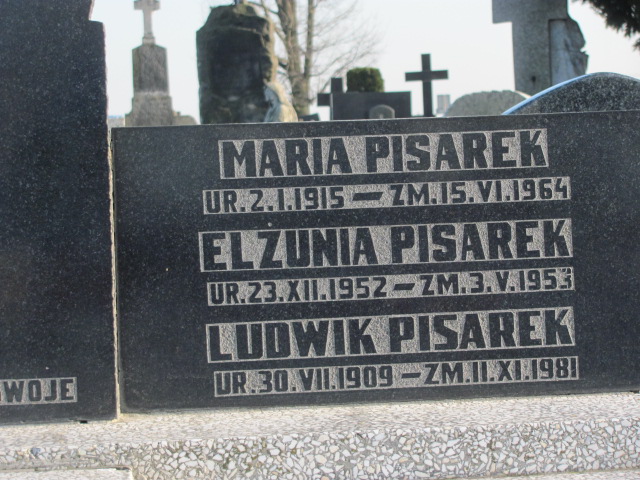 MARIA PISAREK
UR.2.I.1915 — ZM.15.VI.1964
ELZUNIA PISAREK
UR.23.XII.1952 — ZM.3.V.1953
LUDWIK PISAREK
UR.30.VII.1909 — ZM.11.XI.1981
WOJE